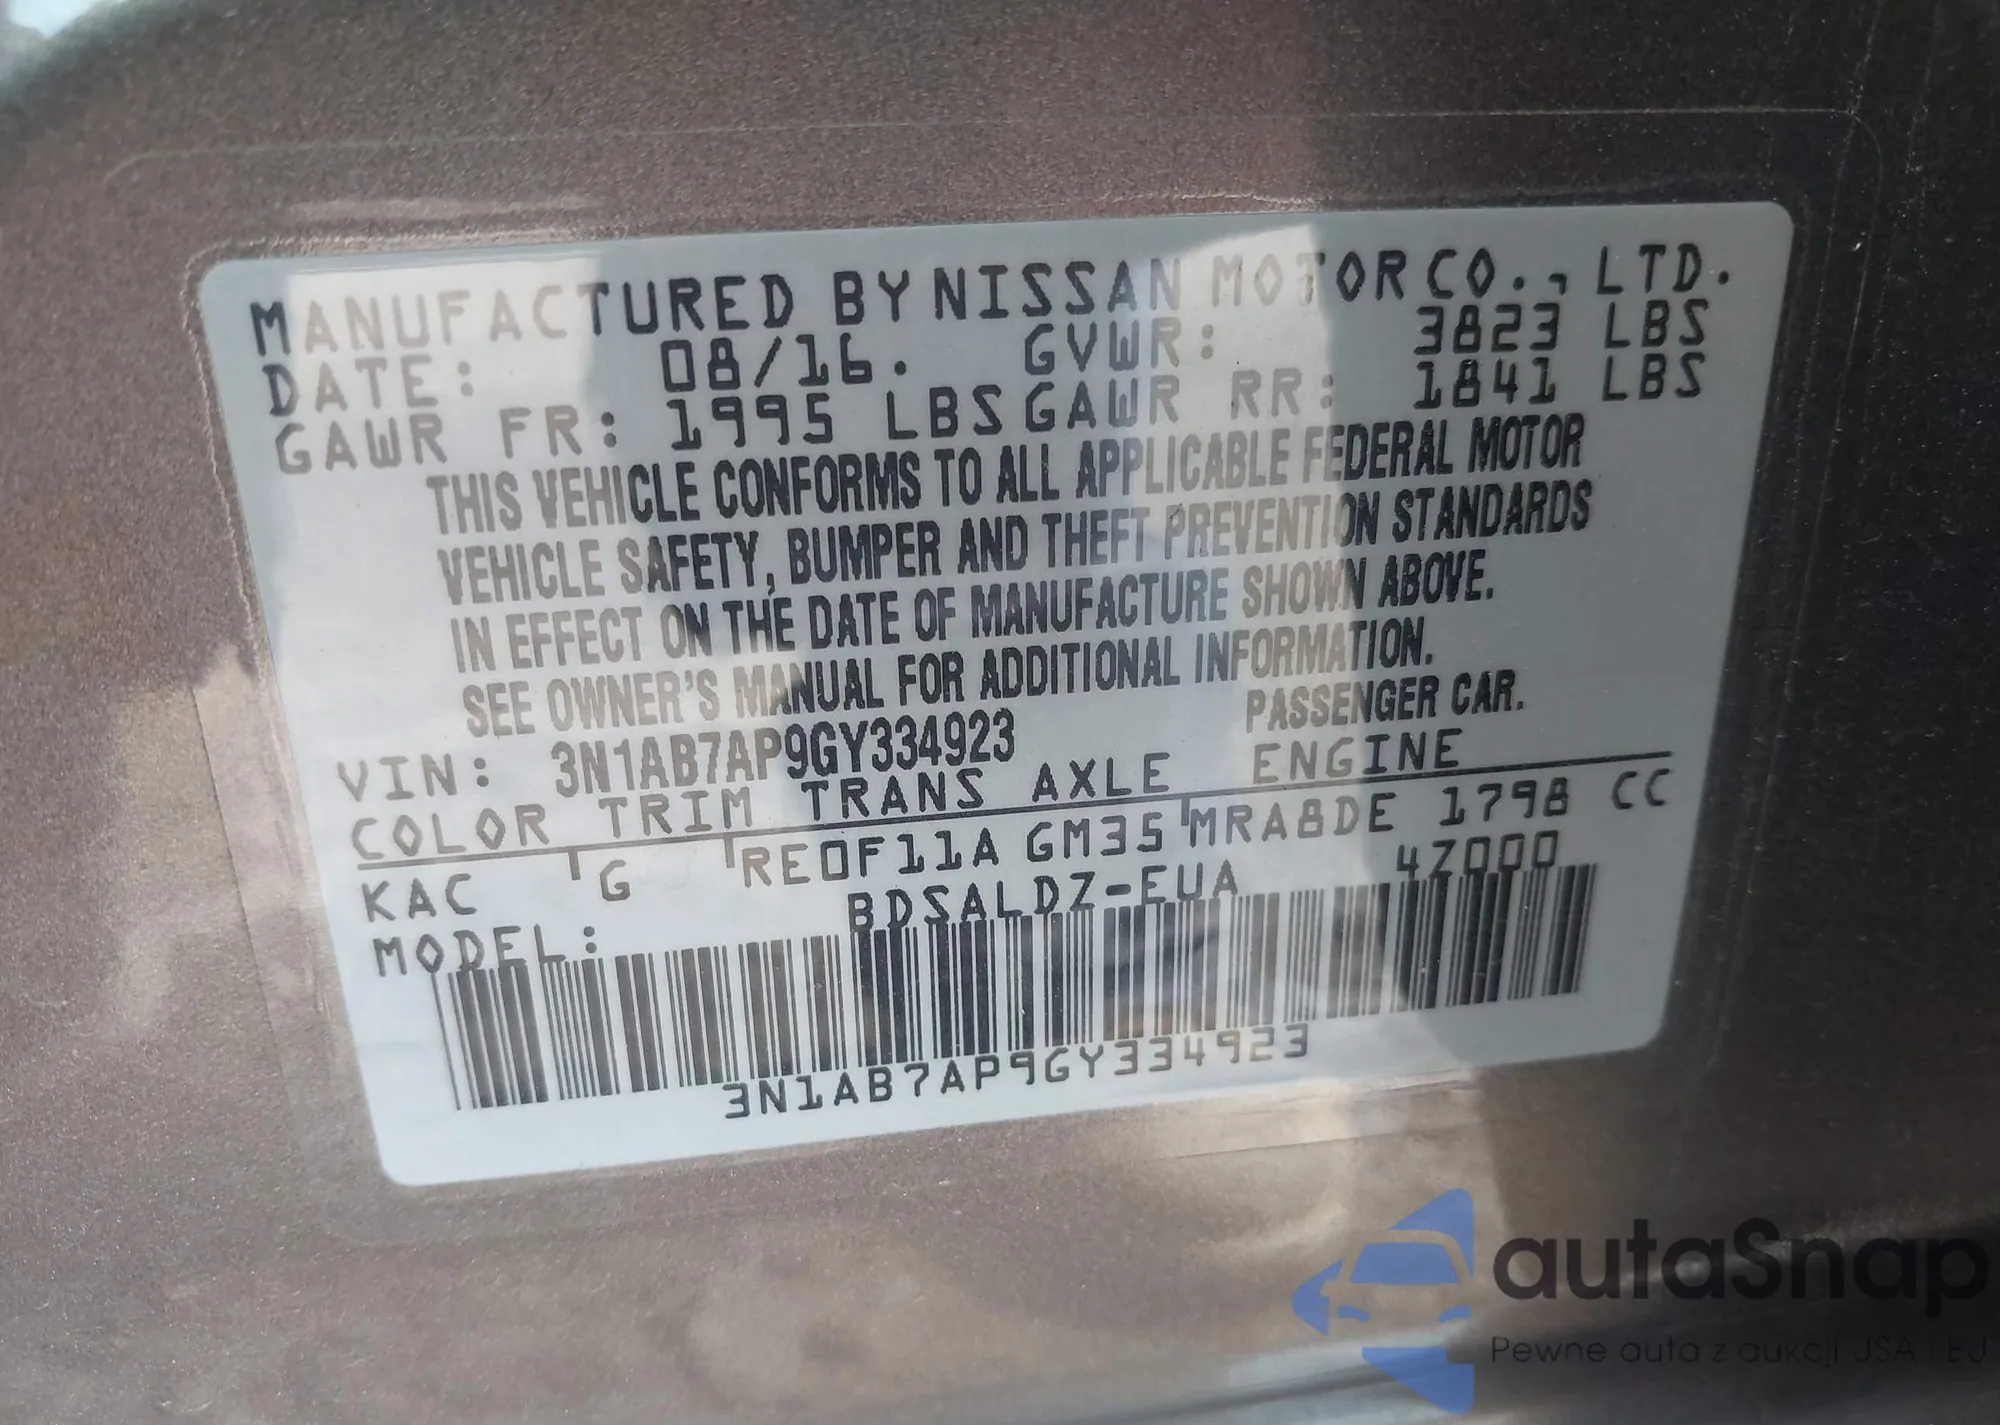 MANUFACTURED BY NISSAN MOTOR CO., LTD.
DATE: 08/16. GVWR: 3823 LBS
GAWR FR: 1995 LBS GAWR RR: 1841 LBS
THIS VEHICLE CONFORMS TO ALL APPLICABLE FEDERAL MOTOR
VEHICLE SAFETY, BUMPER AND THEFT PREVENTION STANDARDS
IN EFFECT ON THE DATE OF MANUFACTURE SHOWN ABOVE.
SEE OWNER'S MANUAL FOR ADDITIONAL INFORMATION.
VIN: 3N1AB7AP9GY334923 PASSENGER CAR.
COLOR TRIM TRANS AXLE ENGINE
KAC G RE0F11A GM35 MRA8DE 1798 CC
MODEL: BDSALDZ-EUA 4Z000
3N1AB7AP9GY334923
autaSnap
Pewne auta z aukcji USA i EU